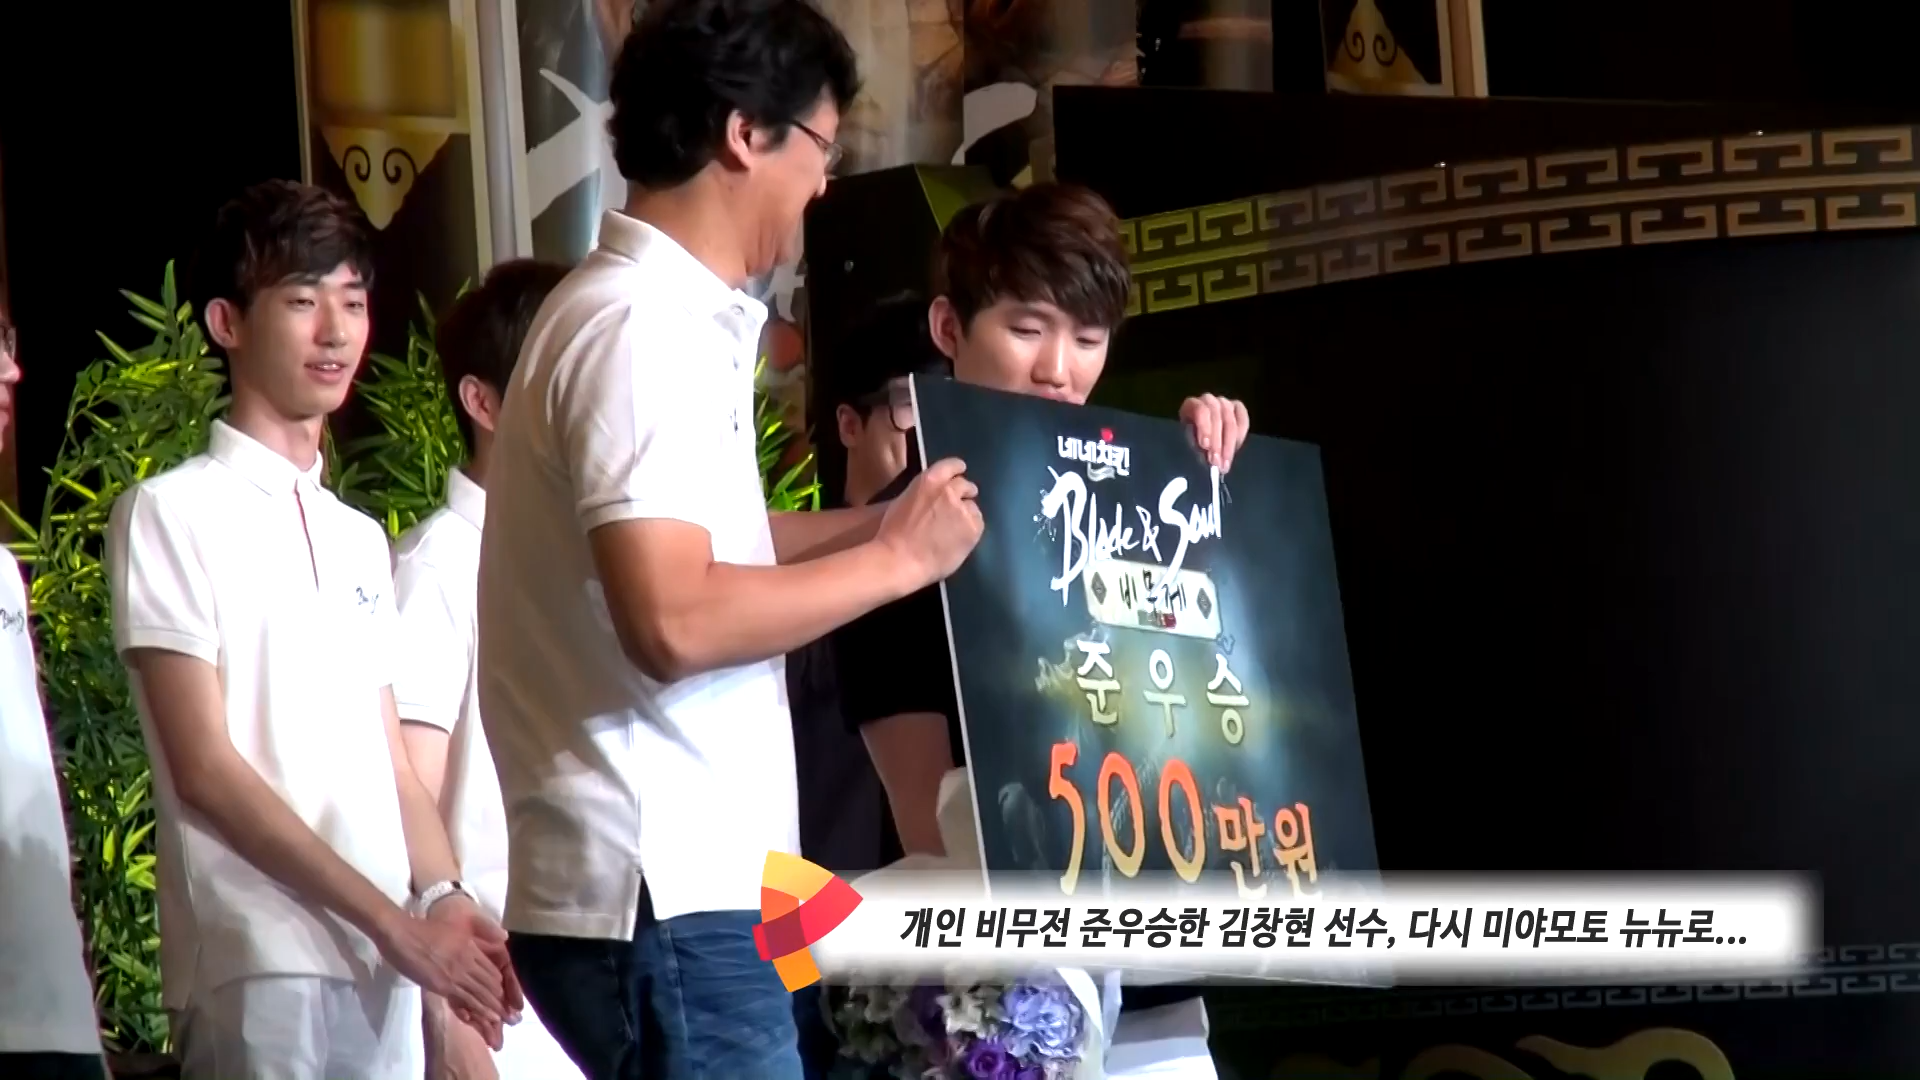 네네치킨
Blade & Soul
비무제
준우승
500만원
개인 비무전 준우승한 김창현 선수, 다시 미야모토 뉴뉴로...